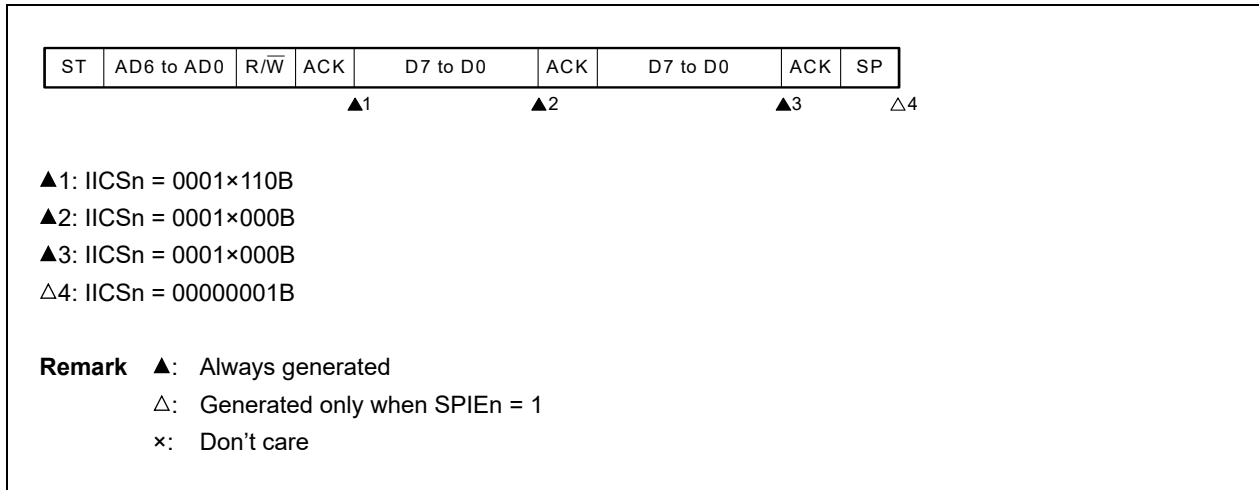 ST AD6 to AD0 R/W̅ ACK D7 to D0 ACK D7 to D0 ACK SP
▲1 ▲2 ▲3 △4
▲1: IICSn = 0001×110B
▲2: IICSn = 0001×000B
▲3: IICSn = 0001×000B
△4: IICSn = 00000001B
Remark ▲: Always generated
△: Generated only when SPIEn = 1
×: Don’t care